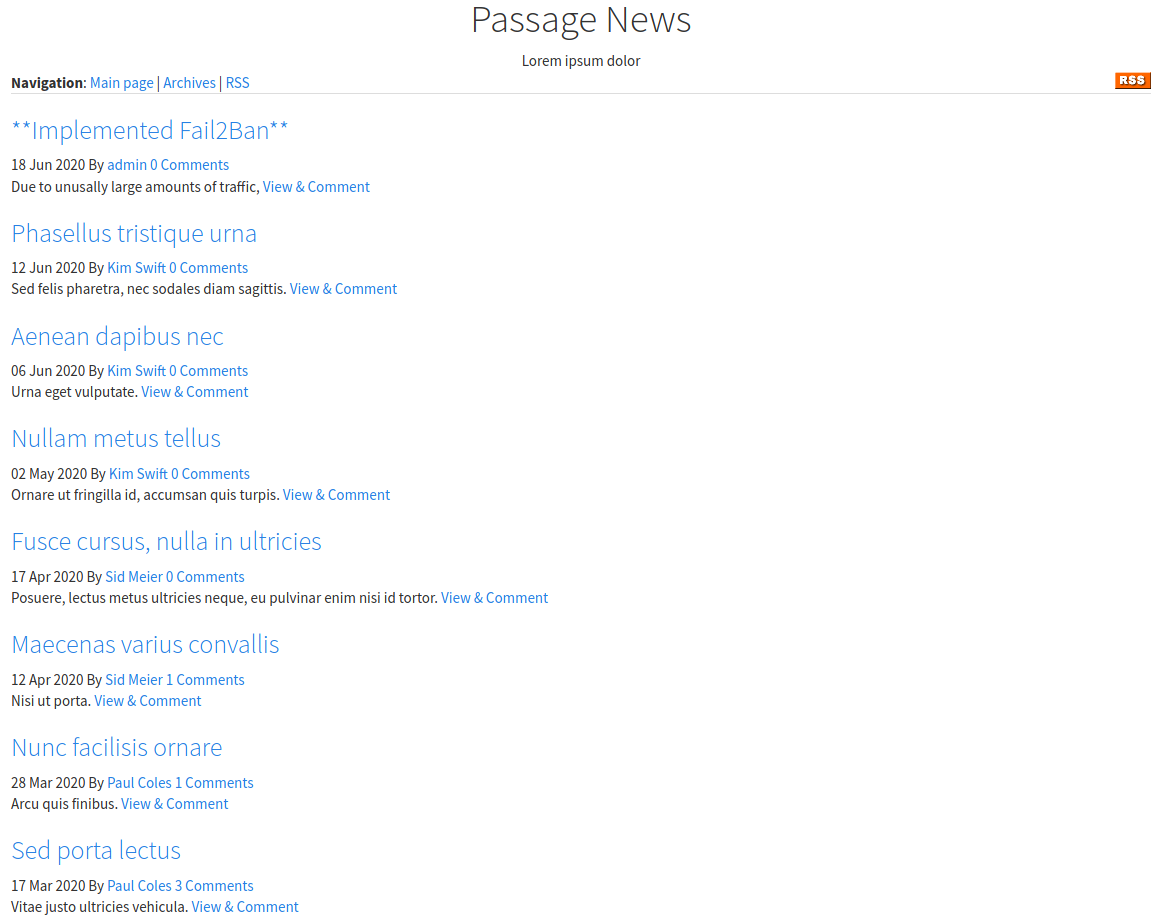 Passage News
Lorem ipsum dolor
Navigation: Main page | Archives | RSS
RSS
**Implemented Fail2Ban**
18 Jun 2020 By admin 0 Comments
Due to unusally large amounts of traffic, View & Comment
Phasellus tristique urna
12 Jun 2020 By Kim Swift 0 Comments
Sed felis pharetra, nec sodales diam sagittis. View & Comment
Aenean dapibus nec
06 Jun 2020 By Kim Swift 0 Comments
Urna eget vulputate. View & Comment
Nullam metus tellus
02 May 2020 By Kim Swift 0 Comments
Ornare ut fringilla id, accumsan quis turpis. View & Comment
Fusce cursus, nulla in ultricies
17 Apr 2020 By Sid Meier 0 Comments
Posuere, lectus metus ultricies neque, eu pulvinar enim nisi id tortor. View & Comment
Maecenas varius convallis
12 Apr 2020 By Sid Meier 1 Comments
Nisi ut porta. View & Comment
Nunc facilisis ornare
28 Mar 2020 By Paul Coles 1 Comments
Arcu quis finibus. View & Comment
Sed porta lectus
17 Mar 2020 By Paul Coles 3 Comments
Vitae justo ultricies vehicula. View & Comment